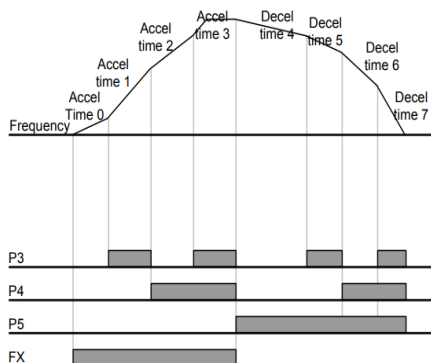 Accel
time 3
Decel
time 4
Decel
time 5
Accel
time 2
Decel
time 6
Accel
time 1
Decel
time 7
Accel
Time 0
Frequency
P3
P4
P5
FX